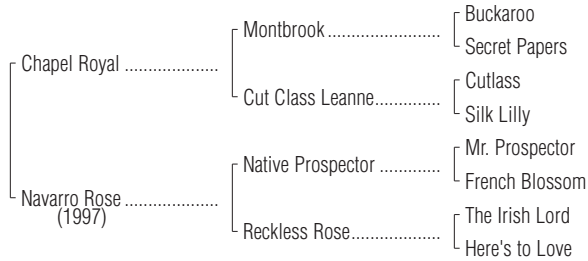 Buckaroo
Montbrook ........................
Secret Papers
Chapel Royal ....................
Cutlass
Cut Class Leanne..............
Silk Lilly
Mr. Prospector
Native Prospector .............
French Blossom
Navarro Rose ....................
(1997)
The Irish Lord
Reckless Rose...................
Here's to Love